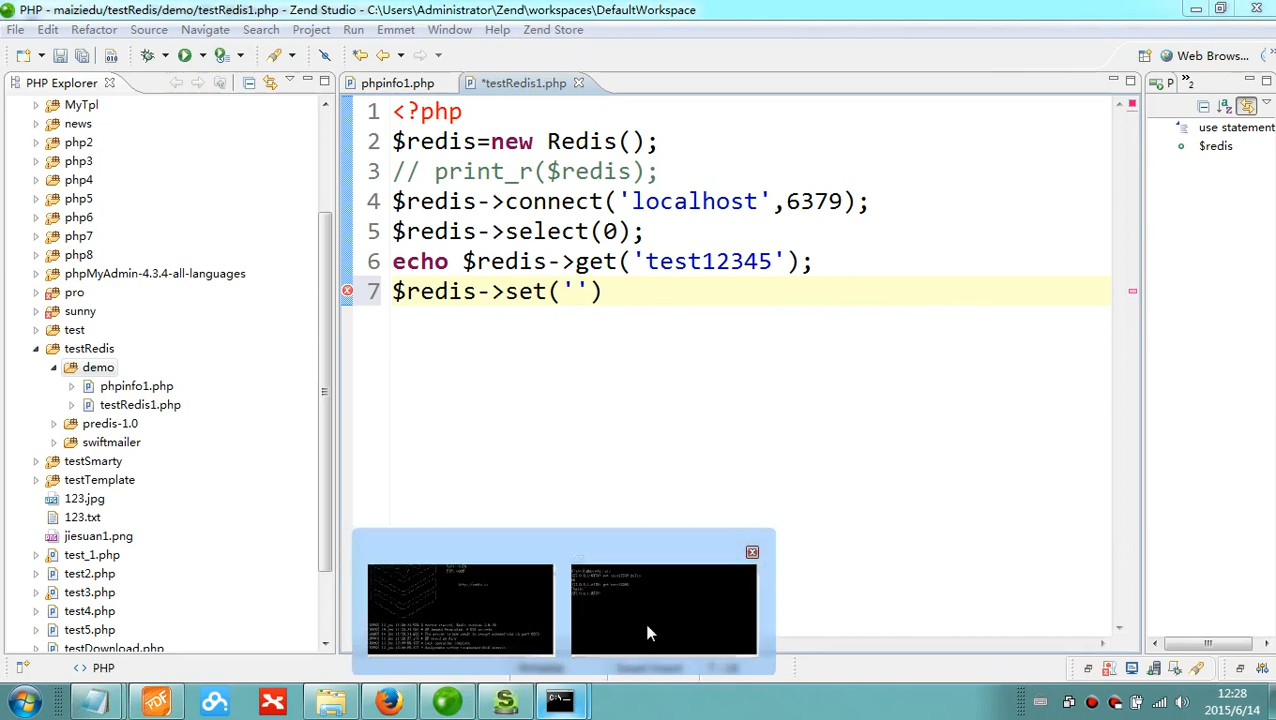 PHP - maiziedu/testRedis/demo/testRedis1.php - Zend Studio - C:\Users\Administrator\Zend\workspaces\DefaultWorkspace
File Edit Refactor Source Navigate Search Project Run Emmet Window Help Zend Store
Web Brows...
PHP Explorer
phpinfo1.php
*testRedis1.php
MyTpl
news
php2
php3
php4
php5
php6
php7
php8
phpMyAdmin-4.3.4-all-languages
pro
sunny
test
testRedis
demo
phpinfo1.php
testRedis1.php
predis-1.0
swiftmailer
testSmarty
testTemplate
123.jpg
123.txt
jiesuan1.png
test_1.php
test2.php
test3.php
test4.php
1 <?php
2 $redis=new Redis();
3 // print_r($redis);
4 $redis->connect('localhost',6379);
5 $redis->select(0);
6 echo $redis->get('test12345');
7 $redis->set('')
use statement
$redis
PHP
12:28
2015/6/14